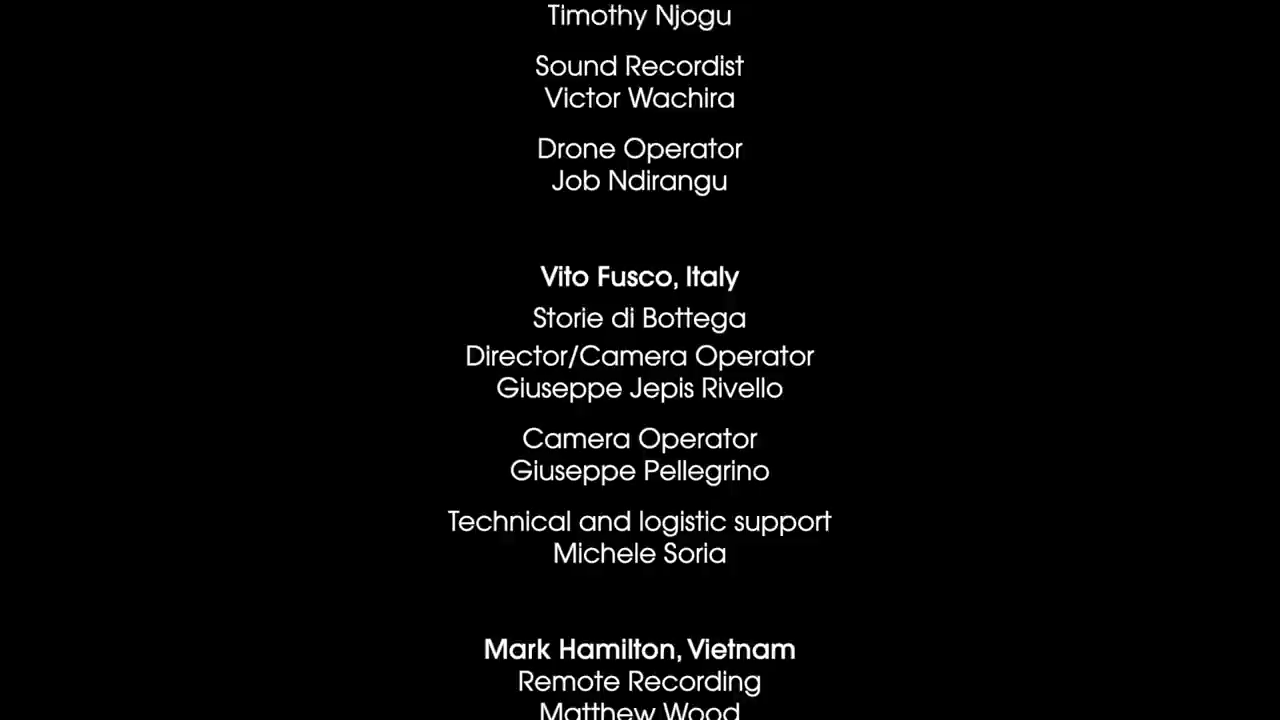 Timothy Njogu
Sound Recordist
Victor Wachira
Drone Operator
Job Ndirangu
Vito Fusco, Italy
Storie di Bottega
Director/Camera Operator
Giuseppe Jepis Rivello
Camera Operator
Giuseppe Pellegrino
Technical and logistic support
Michele Soria
Mark Hamilton, Vietnam
Remote Recording
Matthew Wood